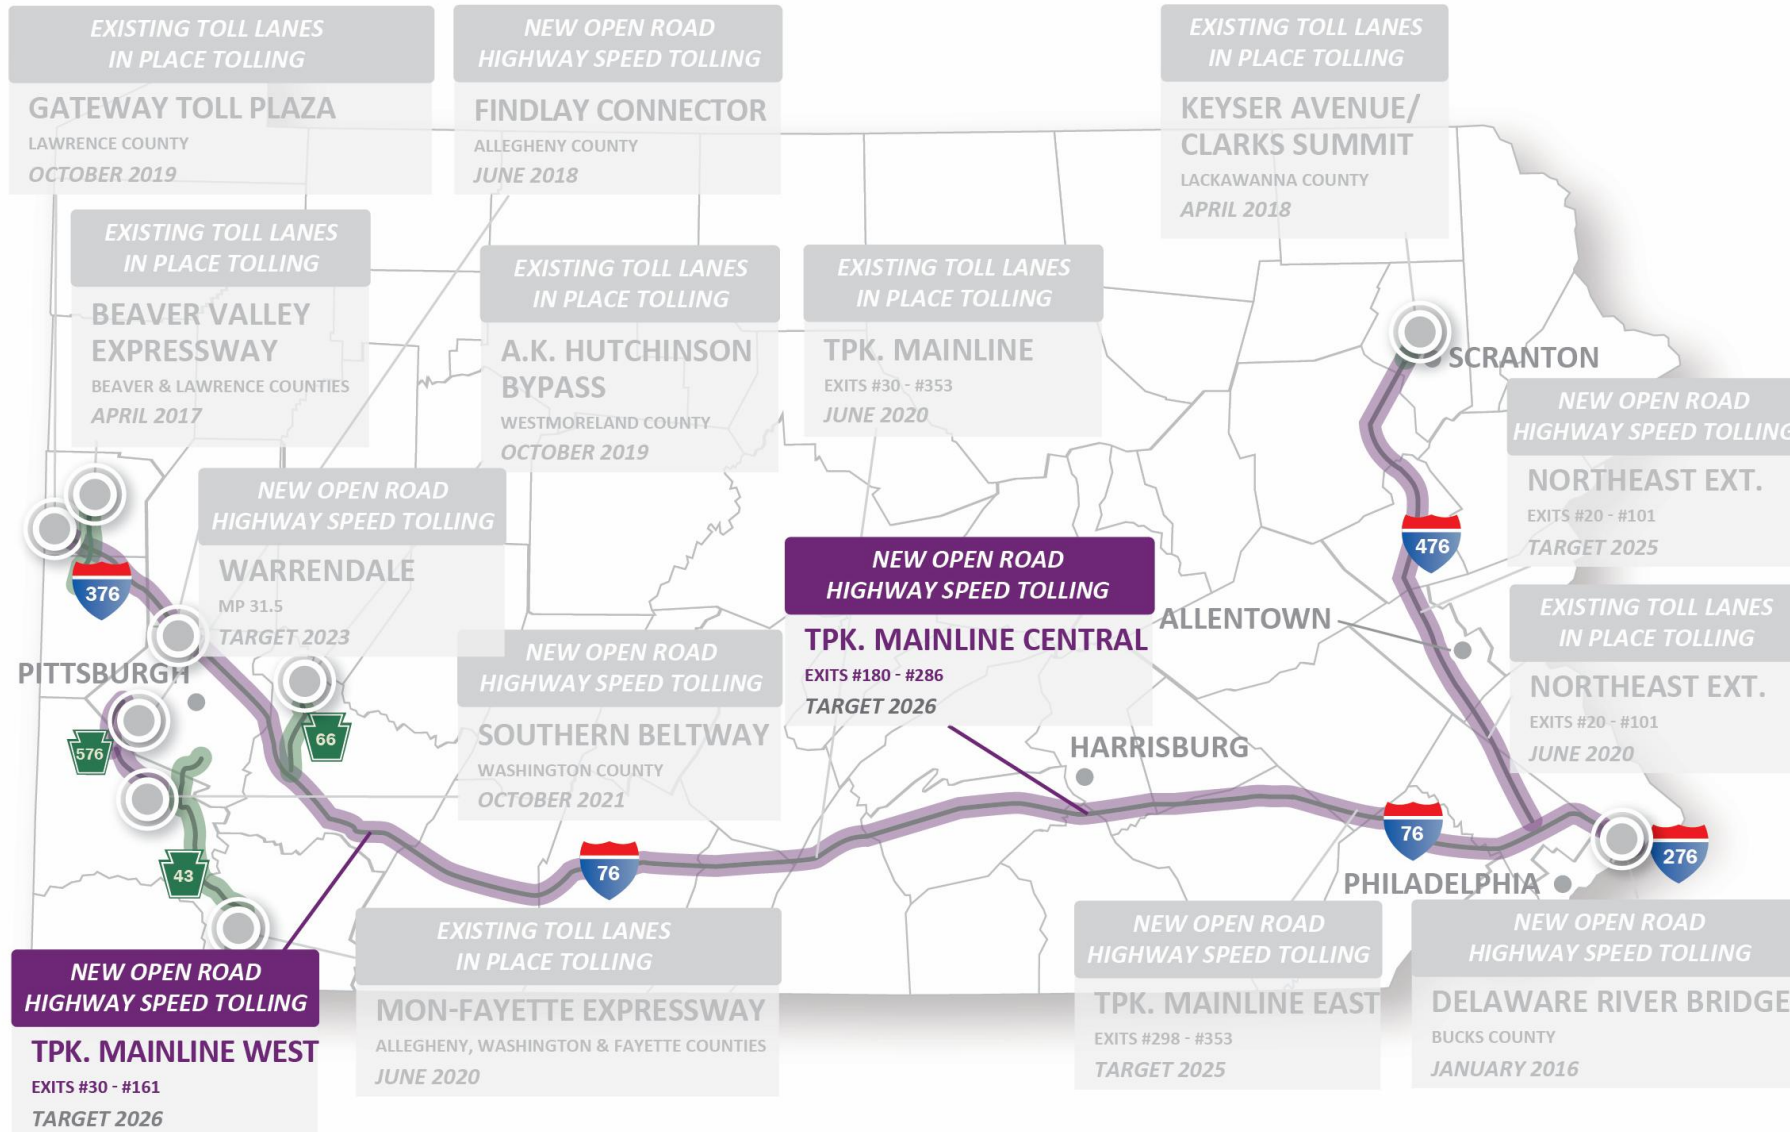 EXISTING TOLL LANES
IN PLACE TOLLING
GATEWAY TOLL PLAZA
LAWRENCE COUNTY
OCTOBER 2019
NEW OPEN ROAD
HIGHWAY SPEED TOLLING
FINDLAY CONNECTOR
ALLEGHENY COUNTY
JUNE 2018
EXISTING TOLL LANES
IN PLACE TOLLING
KEYSER AVENUE/
CLARKS SUMMIT
LACKAWANNA COUNTY
APRIL 2018
EXISTING TOLL LANES
IN PLACE TOLLING
BEAVER VALLEY
EXPRESSWAY
BEAVER & LAWRENCE COUNTIES
APRIL 2017
EXISTING TOLL LANES
IN PLACE TOLLING
A.K. HUTCHINSON
BYPASS
WESTMORELAND COUNTY
OCTOBER 2019
EXISTING TOLL LANES
IN PLACE TOLLING
TPK. MAINLINE
EXITS #30 - #353
JUNE 2020
SCRANTON
NEW OPEN ROAD
HIGHWAY SPEED TOLLING
NORTHEAST EXT.
EXITS #20 - #101
TARGET 2025
NEW OPEN ROAD
HIGHWAY SPEED TOLLING
WARRENDALE
MP 31.5
TARGET 2023
376
476
NEW OPEN ROAD
HIGHWAY SPEED TOLLING
TPK. MAINLINE CENTRAL
EXITS #180 - #286
TARGET 2026
ALLENTOWN
EXISTING TOLL LANES
IN PLACE TOLLING
NORTHEAST EXT.
EXITS #20 - #101
JUNE 2020
PITTSBURGH
NEW OPEN ROAD
HIGHWAY SPEED TOLLING
SOUTHERN BELTWAY
WASHINGTON COUNTY
OCTOBER 2021
576
66
HARRISBURG
43
76
76
276
PHILADELPHIA
NEW OPEN ROAD
HIGHWAY SPEED TOLLING
TPK. MAINLINE WEST
EXITS #30 - #161
TARGET 2026
EXISTING TOLL LANES
IN PLACE TOLLING
MON-FAYETTE EXPRESSWAY
ALLEGHENY, WASHINGTON & FAYETTE COUNTIES
JUNE 2020
NEW OPEN ROAD
HIGHWAY SPEED TOLLING
TPK. MAINLINE EAST
EXITS #298 - #353
TARGET 2025
NEW OPEN ROAD
HIGHWAY SPEED TOLLING
DELAWARE RIVER BRIDGE
BUCKS COUNTY
JANUARY 2016